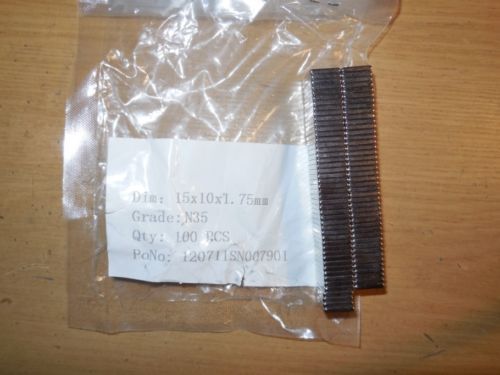 Dim: 15x10x1.75mm
Grade: N35
Qty: 100 PCS
PoNo: 120711SN007901